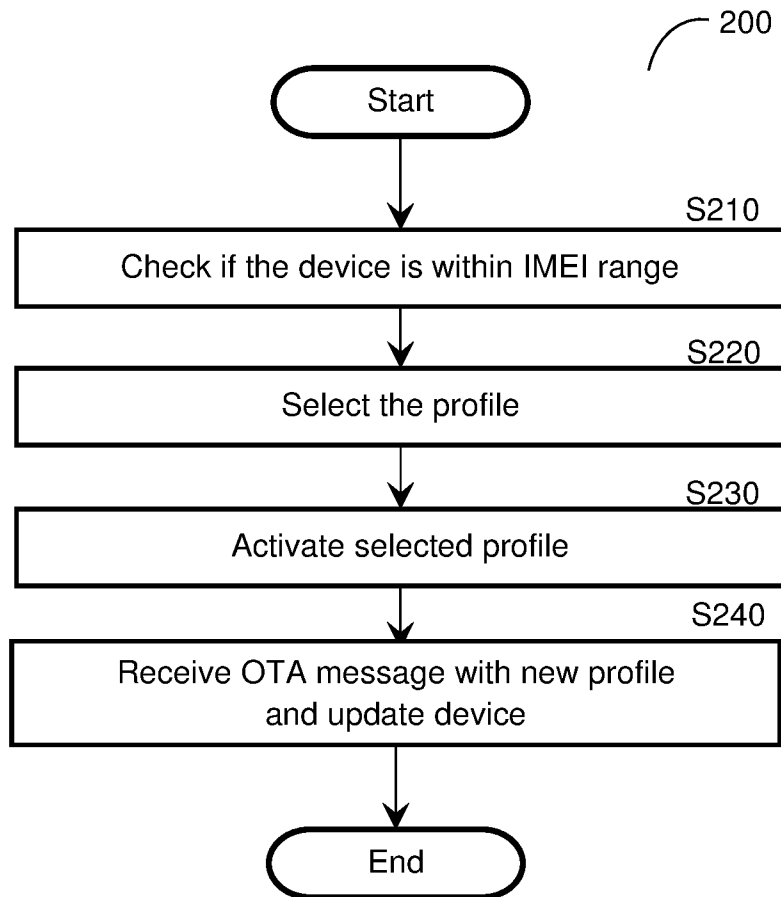 200
Start
S210
Check if the device is within IMEI range
S220
Select the profile
S230
Activate selected profile
S240
Receive OTA message with new profile
and update device
End